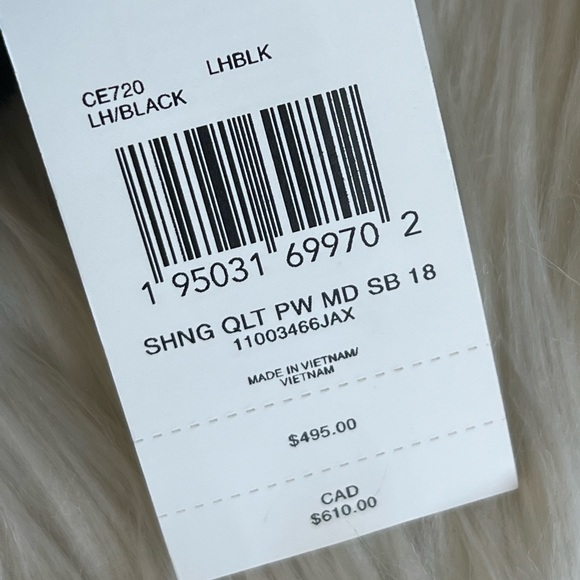 CE720 LHBLK
LH/BLACK
1 95031 69970 2
SHNG QLT PW MD SB 18
11003466JAX
MADE IN VIETNAM/
VIETNAM
$495.00
CAD
$610.00